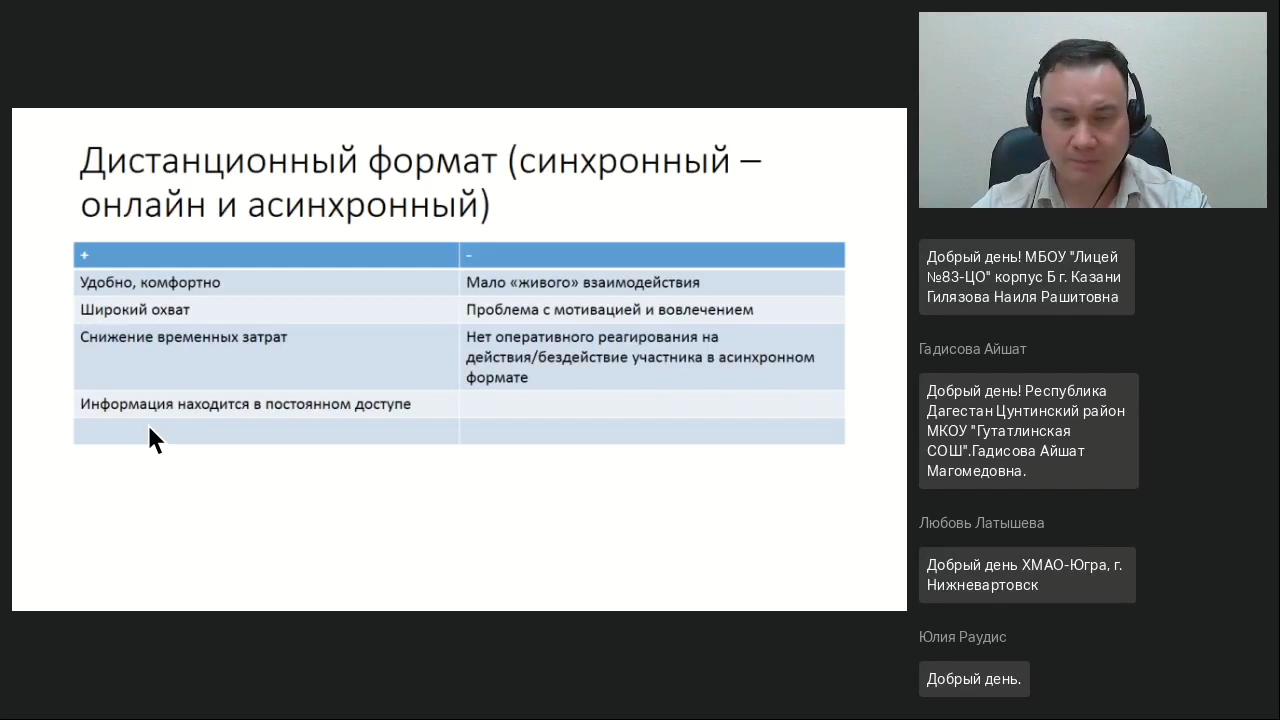 Дистанционный формат (синхронный –
онлайн и асинхронный)
+
-
Удобно, комфортно
Мало «живого» взаимодействия
Широкий охват
Проблема с мотивацией и вовлечением
Снижение временных затрат
Нет оперативного реагирования на
действия/бездействие участника в асинхронном
формате
Информация находится в постоянном доступе
Добрый день! МБОУ "Лицей
№83-ЦО" корпус Б г. Казани
Гилязова Наиля Рашитовна
Гадисова Айшат
Добрый день! Республика
Дагестан Цунтинский район
МКОУ "Гутатлинская
СОШ".Гадисова Айшат
Магомедовна.
Любовь Латышева
Добрый день ХМАО-Югра, г.
Нижневартовск
Юлия Раудис
Добрый день.